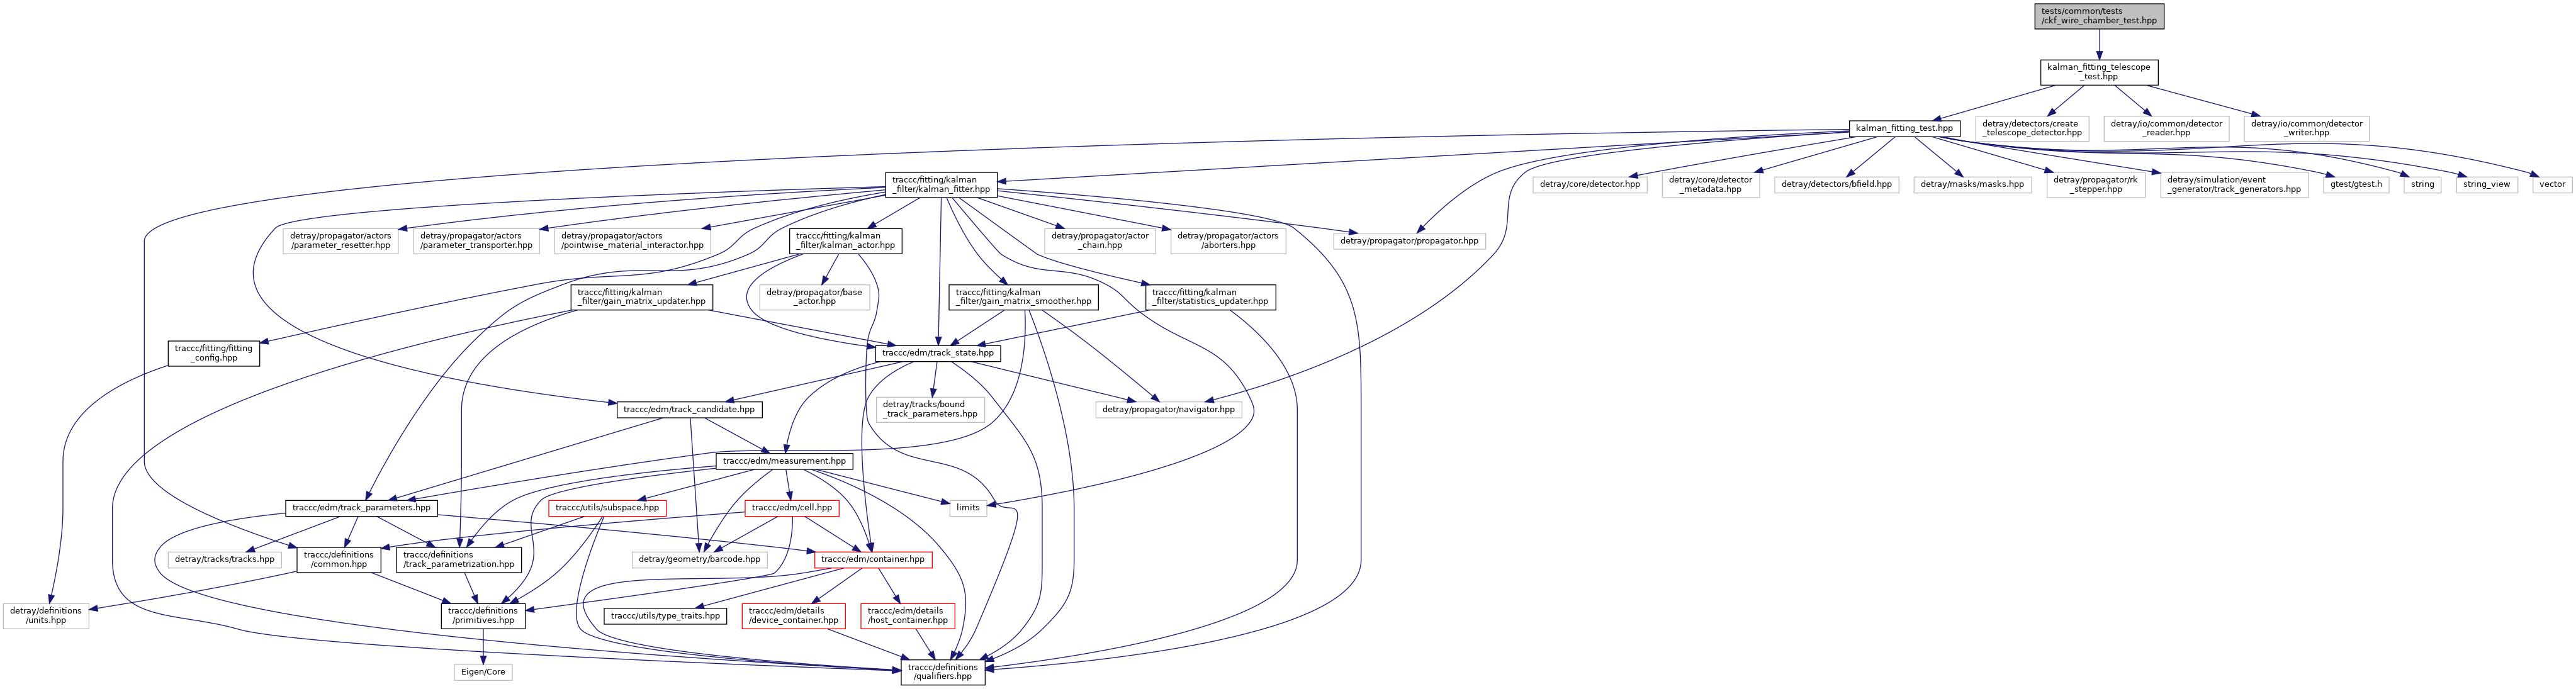 tests/common/tests
/ckf_wire_chamber_test.hpp
kalman_fitting_telescope
_test.hpp
kalman_fitting_test.hpp
detray/detectors/create
_telescope_detector.hpp
detray/io/common/detector
_reader.hpp
detray/io/common/detector
_writer.hpp
traccc/fitting/kalman
_filter/kalman_fitter.hpp
detray/core/detector.hpp
detray/core/detector
_metadata.hpp
detray/detectors/bfield.hpp
detray/masks/masks.hpp
detray/propagator/rk
_stepper.hpp
detray/simulation/event
_generator/track_generators.hpp
gtest/gtest.h
string
string_view
vector
detray/propagator/actors
/parameter_resetter.hpp
detray/propagator/actors
/parameter_transporter.hpp
detray/propagator/actors
/pointwise_material_interactor.hpp
traccc/fitting/kalman
_filter/kalman_actor.hpp
detray/propagator/actor
_chain.hpp
detray/propagator/actors
/aborters.hpp
detray/propagator/propagator.hpp
traccc/fitting/kalman
_filter/gain_matrix_updater.hpp
detray/propagator/base
_actor.hpp
traccc/fitting/kalman
_filter/gain_matrix_smoother.hpp
traccc/fitting/kalman
_filter/statistics_updater.hpp
traccc/fitting/fitting
_config.hpp
traccc/edm/track_state.hpp
traccc/edm/track_candidate.hpp
detray/tracks/bound
_track_parameters.hpp
detray/propagator/navigator.hpp
traccc/edm/measurement.hpp
traccc/edm/track_parameters.hpp
traccc/utils/subspace.hpp
traccc/edm/cell.hpp
limits
detray/tracks/tracks.hpp
traccc/definitions
/common.hpp
traccc/definitions
/track_parametrization.hpp
detray/geometry/barcode.hpp
traccc/edm/container.hpp
detray/definitions
/units.hpp
traccc/definitions
/primitives.hpp
traccc/utils/type_traits.hpp
traccc/edm/details
/device_container.hpp
traccc/edm/details
/host_container.hpp
Eigen/Core
traccc/definitions
/qualifiers.hpp